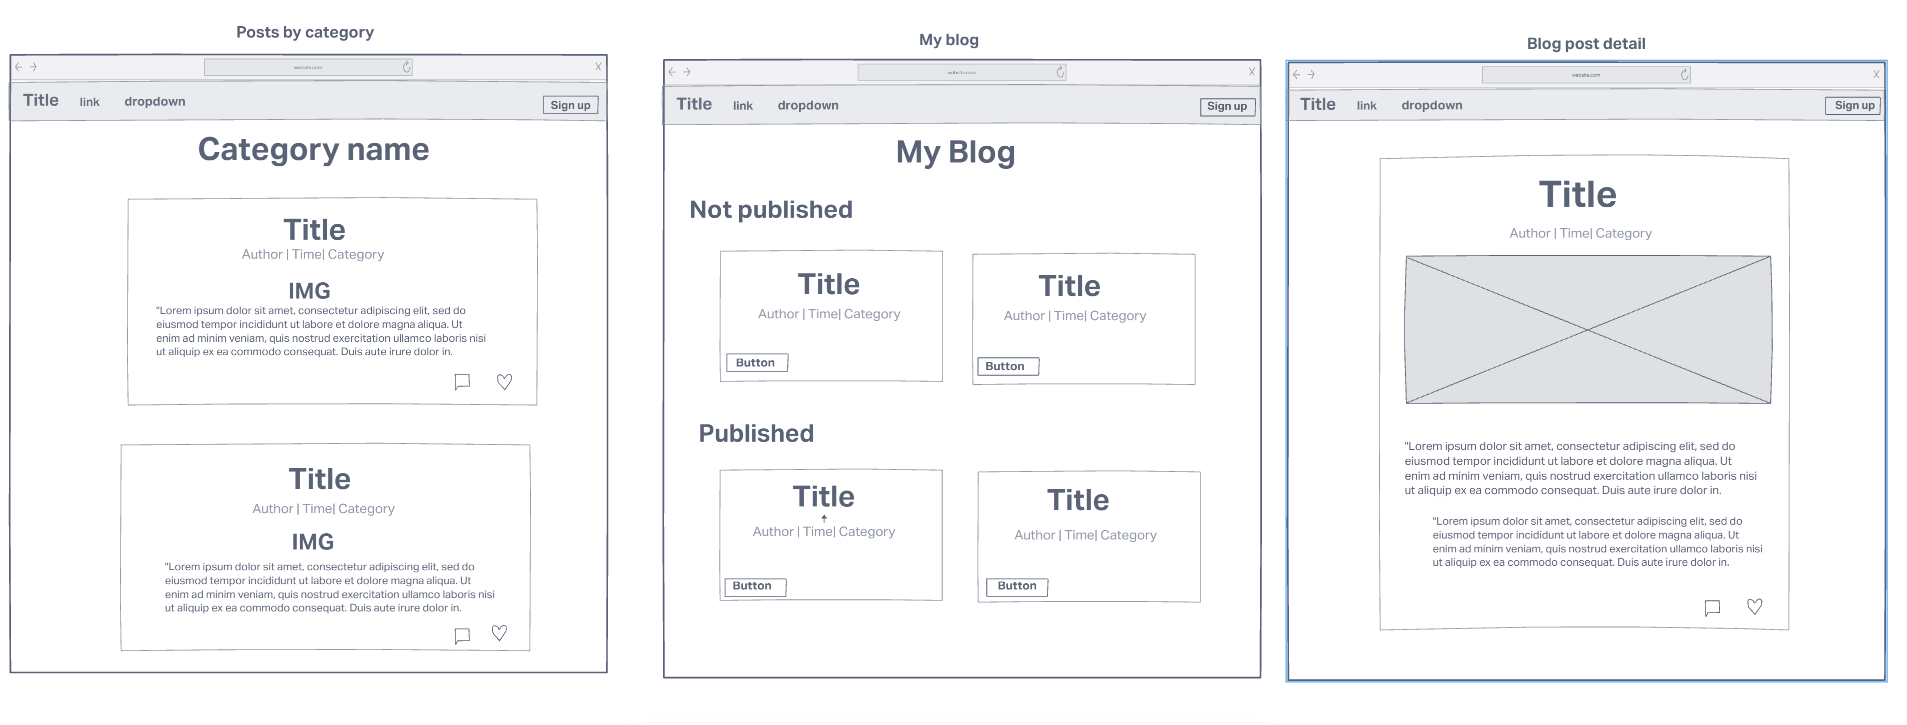 Posts by category
website.com
Title link dropdown Sign up
Category name
Title
Author | Time| Category
IMG
"Lorem ipsum dolor sit amet, consectetur adipiscing elit, sed do
eiusmod tempor incididunt ut labore et dolore magna aliqua. Ut
enim ad minim veniam, quis nostrud exercitation ullamco laboris nisi
ut aliquip ex ea commodo consequat. Duis aute irure dolor in.
Title
Author | Time| Category
IMG
"Lorem ipsum dolor sit amet, consectetur adipiscing elit, sed do
eiusmod tempor incididunt ut labore et dolore magna aliqua. Ut
enim ad minim veniam, quis nostrud exercitation ullamco laboris nisi
ut aliquip ex ea commodo consequat. Duis aute irure dolor in.
My blog
website.com
Title link dropdown Sign up
My Blog
Not published
Title
Author | Time| Category
Button
Title
Author | Time| Category
Button
Published
Title
Author | Time| Category
Button
Title
Author | Time| Category
Button
Blog post detail
website.com
Title link dropdown Sign up
Title
Author | Time| Category
"Lorem ipsum dolor sit amet, consectetur adipiscing elit, sed do
eiusmod tempor incididunt ut labore et dolore magna aliqua. Ut
enim ad minim veniam, quis nostrud exercitation ullamco laboris nisi
ut aliquip ex ea commodo consequat. Duis aute irure dolor in.
"Lorem ipsum dolor sit amet, consectetur adipiscing elit, sed do
eiusmod tempor incididunt ut labore et dolore magna aliqua. Ut
enim ad minim veniam, quis nostrud exercitation ullamco laboris nisi
ut aliquip ex ea commodo consequat. Duis aute irure dolor in.